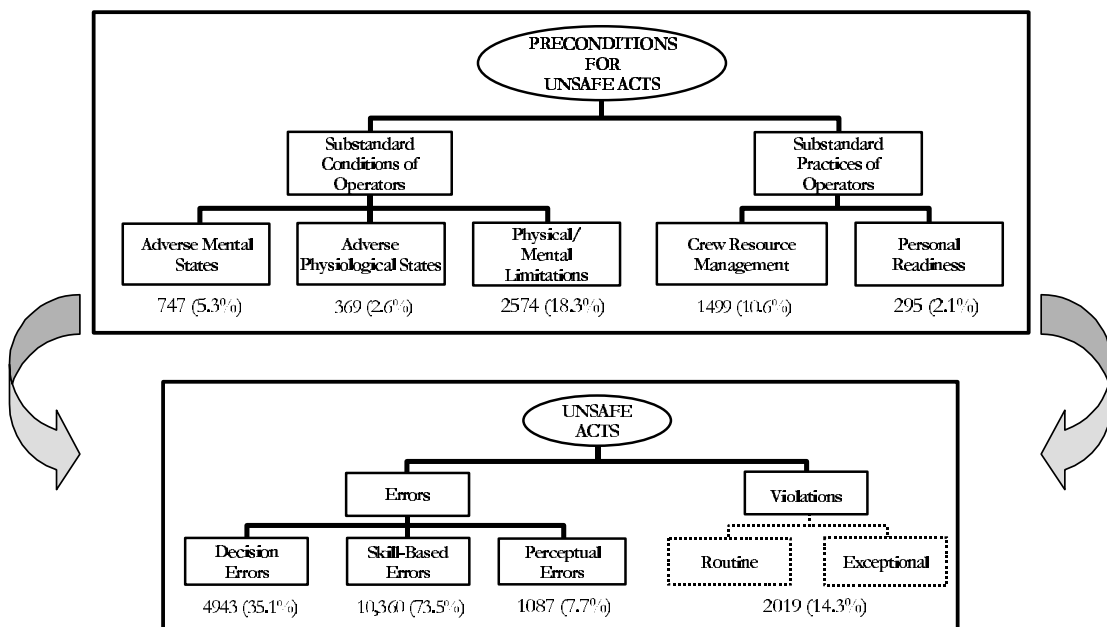 PRECONDITIONS
FOR
UNSAFE ACTS
Substandard
Conditions of
Operators
Substandard
Practices of
Operators
Adverse Mental
States
Adverse
Physiological States
Physical/
Mental
Limitations
Crew Resource
Management
Personal
Readiness
747 (5.3%)
369 (2.6%)
2574 (18.3%)
1499 (10.6%)
295 (2.1%)
UNSAFE
ACTS
Errors
Violations
Decision
Errors
Skill-Based
Errors
Perceptual
Errors
Routine
Exceptional
4943 (35.1%)
10,360 (73.5%)
1087 (7.7%)
2019 (14.3%)